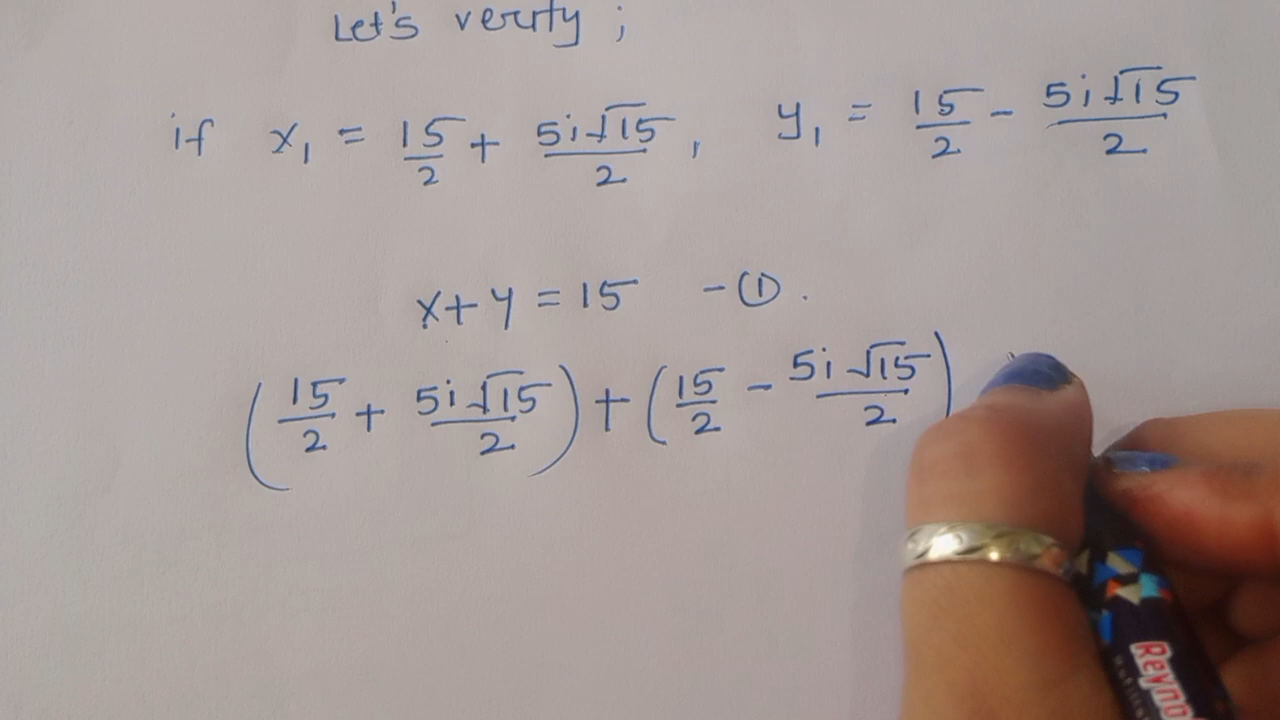 Let's verify ;
if x₁ = 15/2 + 5i√15/2 , y₁ = 15/2 - 5i√15/2
x+y = 15 - ① .
(15/2 + 5i√15/2) + (15/2 - 5i√15/2)